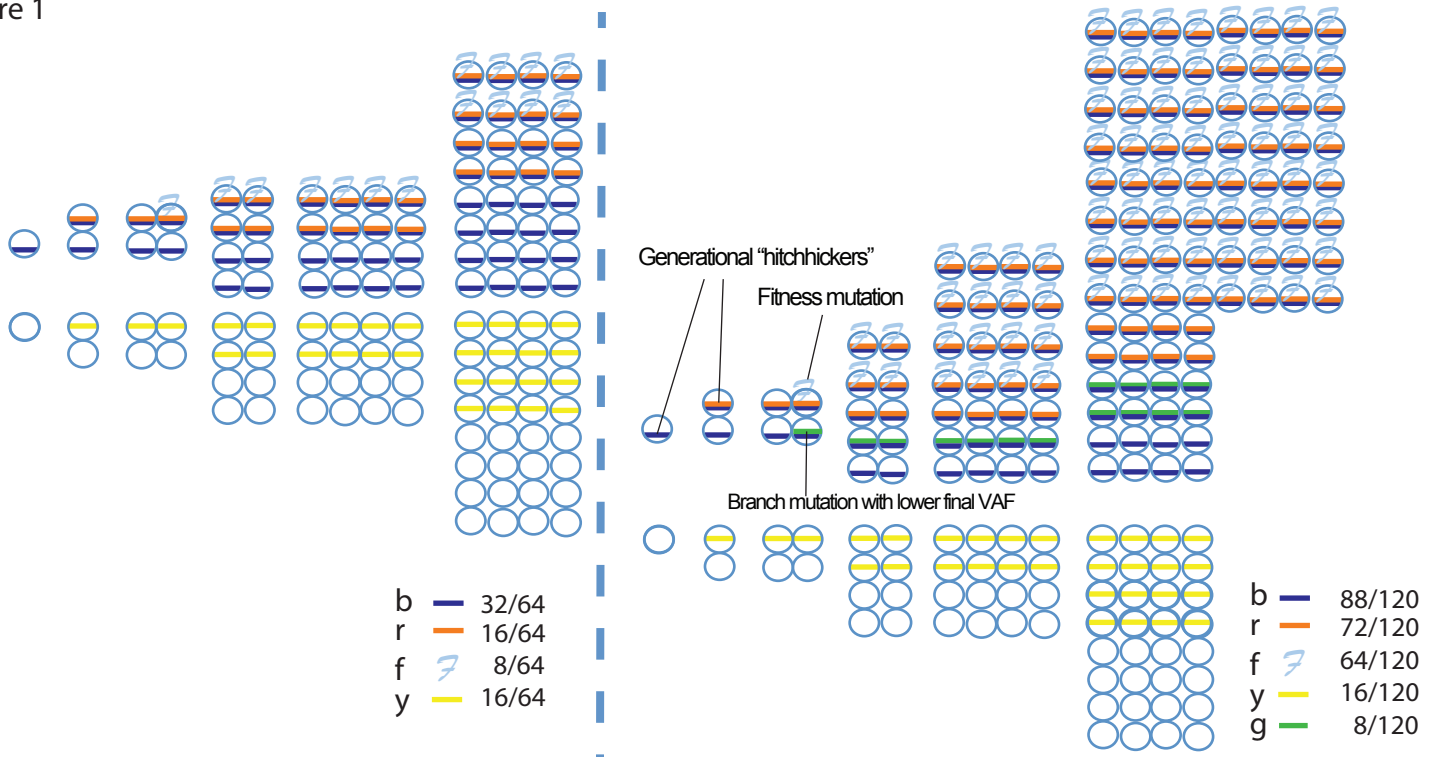 re 1
Generational “hitchhickers”
Fitness mutation
Branch mutation with lower final VAF
b 32/64
r 16/64
f F 8/64
y 16/64
b 88/120
r 72/120
f F 64/120
y 16/120
g 8/120